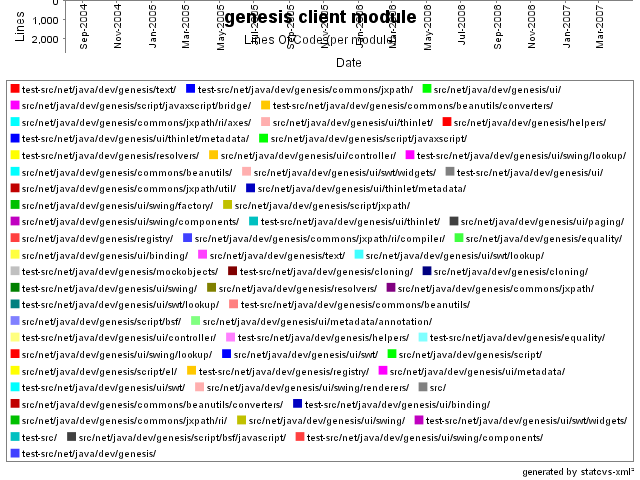 0
genesis client module
1,000
Lines Of Code (per module)
2,000
Lines
Sep-2004 Nov-2004 Jan-2005 Mar-2005 May-2005 Jul-2005 Sep-2005 Nov-2005 Jan-2006 Mar-2006 May-2006 Jul-2006 Sep-2006 Nov-2006 Jan-2007 Mar-2007
Date
test-src/net/java/dev/genesis/text/ test-src/net/java/dev/genesis/commons/jxpath/ src/net/java/dev/genesis/ui/
src/net/java/dev/genesis/script/javaxscript/bridge/ test-src/net/java/dev/genesis/commons/beanutils/converters/
src/net/java/dev/genesis/commons/jxpath/ri/axes/ src/net/java/dev/genesis/ui/thinlet/ src/net/java/dev/genesis/helpers/
test-src/net/java/dev/genesis/ui/thinlet/metadata/ src/net/java/dev/genesis/script/javaxscript/
test-src/net/java/dev/genesis/resolvers/ src/net/java/dev/genesis/ui/controller/ test-src/net/java/dev/genesis/ui/swing/lookup/
src/net/java/dev/genesis/commons/beanutils/ src/net/java/dev/genesis/ui/swt/widgets/ test-src/net/java/dev/genesis/ui/
src/net/java/dev/genesis/commons/jxpath/util/ src/net/java/dev/genesis/ui/thinlet/metadata/
src/net/java/dev/genesis/ui/swing/factory/ src/net/java/dev/genesis/script/jxpath/
src/net/java/dev/genesis/ui/swing/components/ test-src/net/java/dev/genesis/ui/thinlet/ src/net/java/dev/genesis/ui/paging/
src/net/java/dev/genesis/registry/ src/net/java/dev/genesis/commons/jxpath/ri/compiler/ src/net/java/dev/genesis/equality/
src/net/java/dev/genesis/ui/binding/ src/net/java/dev/genesis/text/ src/net/java/dev/genesis/ui/swt/lookup/
test-src/net/java/dev/genesis/mockobjects/ test-src/net/java/dev/genesis/cloning/ src/net/java/dev/genesis/cloning/
test-src/net/java/dev/genesis/ui/swing/ src/net/java/dev/genesis/resolvers/ src/net/java/dev/genesis/commons/jxpath/
test-src/net/java/dev/genesis/ui/swt/lookup/ test-src/net/java/dev/genesis/commons/beanutils/
src/net/java/dev/genesis/script/bsf/ src/net/java/dev/genesis/ui/metadata/annotation/
test-src/net/java/dev/genesis/ui/controller/ test-src/net/java/dev/genesis/helpers/ test-src/net/java/dev/genesis/equality/
src/net/java/dev/genesis/ui/swing/lookup/ src/net/java/dev/genesis/ui/swt/ src/net/java/dev/genesis/script/
src/net/java/dev/genesis/script/el/ test-src/net/java/dev/genesis/registry/ src/net/java/dev/genesis/ui/metadata/
test-src/net/java/dev/genesis/ui/swt/ src/net/java/dev/genesis/ui/swing/renderers/ src/
src/net/java/dev/genesis/commons/beanutils/converters/ test-src/net/java/dev/genesis/ui/binding/
src/net/java/dev/genesis/commons/jxpath/ri/ src/net/java/dev/genesis/ui/swing/ test-src/net/java/dev/genesis/ui/swt/widgets/
test-src/ src/net/java/dev/genesis/script/bsf/javascript/ test-src/net/java/dev/genesis/ui/swing/components/
test-src/net/java/dev/genesis/
generated by statcvs-xml²